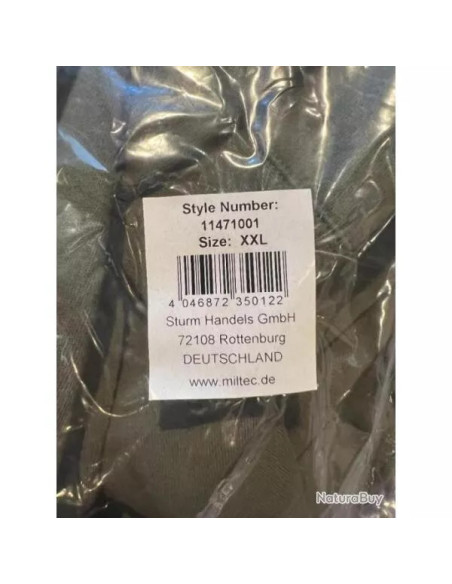 Style Number:
11471001
Size: XXL
4 046872 350122
Sturm Handels GmbH
72108 Rottenburg
DEUTSCHLAND
www.miltec.de
NaturaBuy